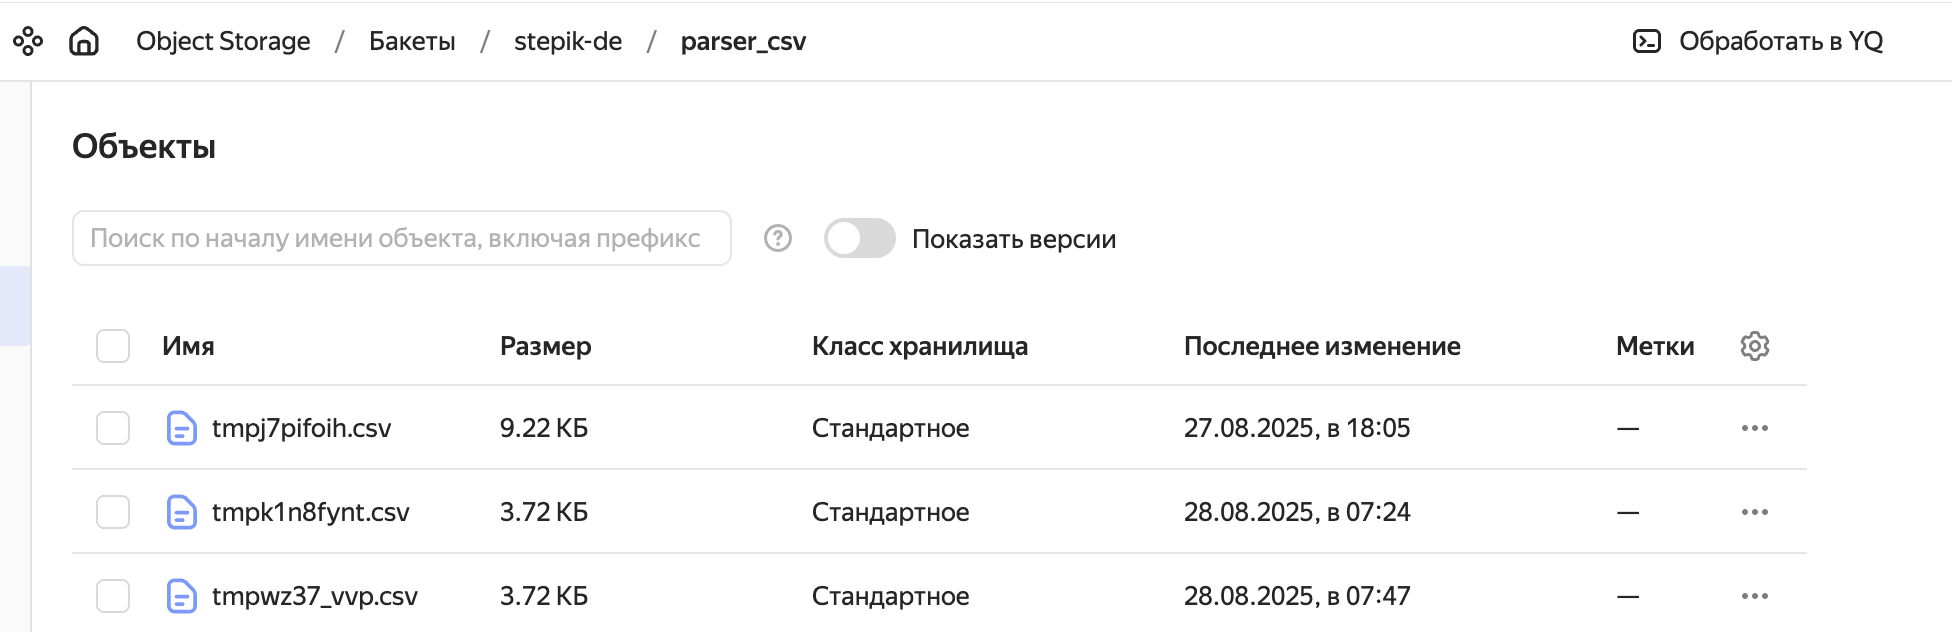 Object Storage / Бакеты / stepik-de / parser_csv Обработать в YQ
Объекты
Поиск по началу имени объекта, включая префикс ? Показать версии
Имя Размер Класс хранилища Последнее изменение Метки
tmpj7pifoih.csv 9.22 КБ Стандартное 27.08.2025, в 18:05 —
tmpk1n8fynt.csv 3.72 КБ Стандартное 28.08.2025, в 07:24 —
tmpwz37_vvp.csv 3.72 КБ Стандартное 28.08.2025, в 07:47 —